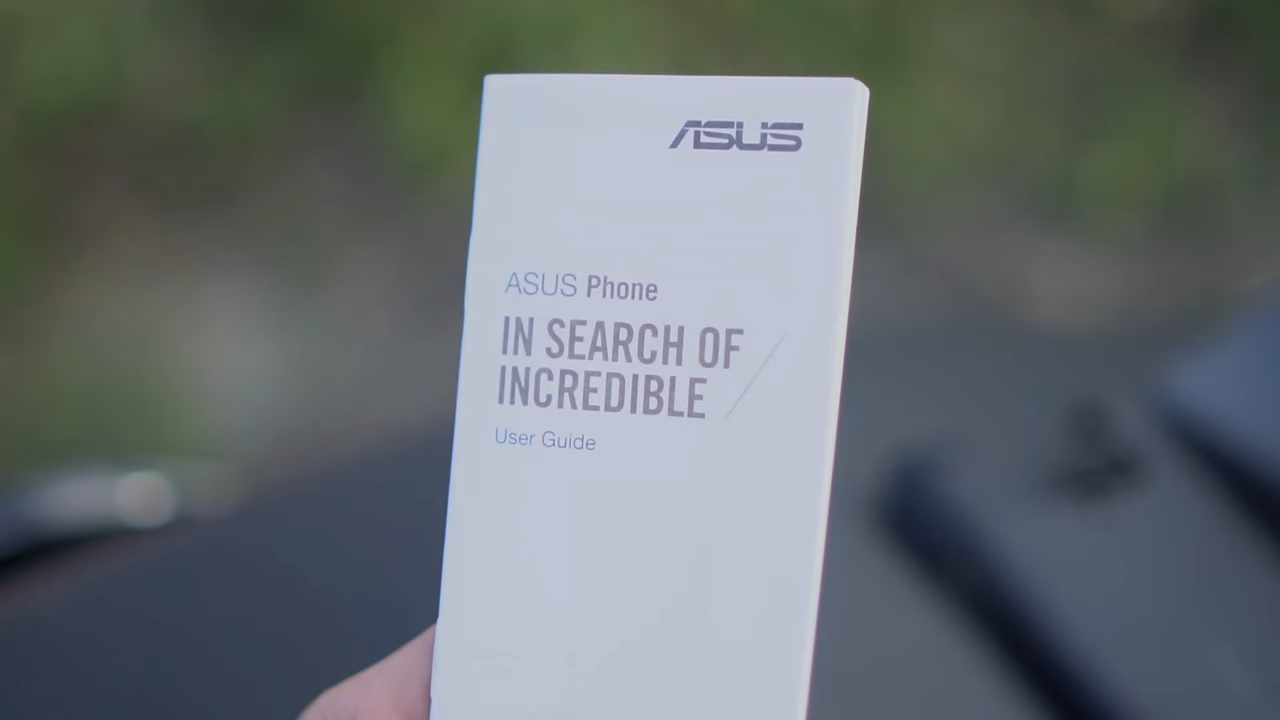 ASUS
ASUS Phone
IN SEARCH OF
INCREDIBLE
User Guide